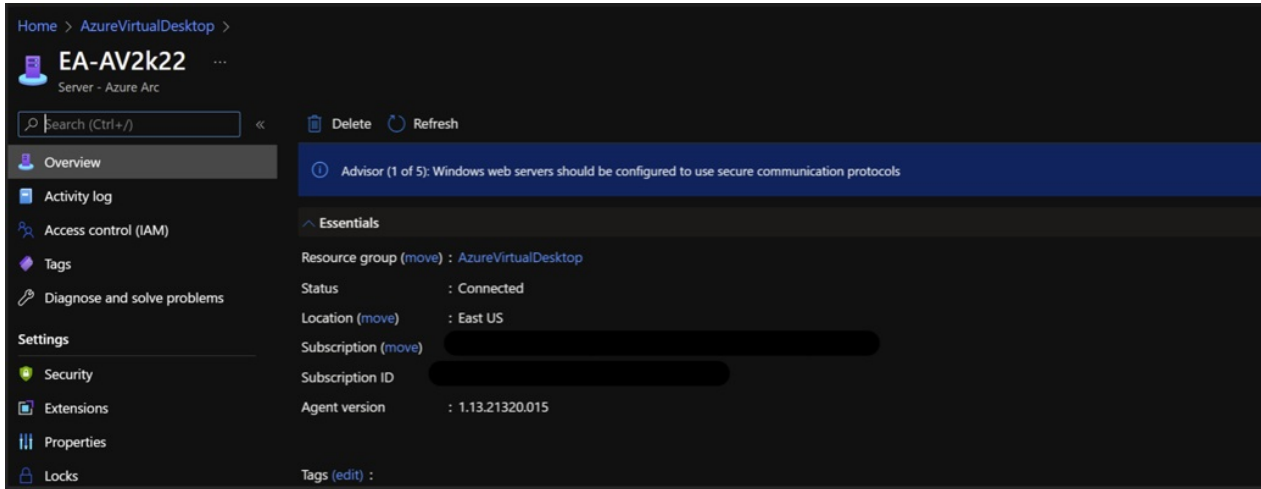 Home > AzureVirtualDesktop >
EA-AV2k22 ...
Server - Azure Arc
Search (Ctrl+/)
«
Delete Refresh
Overview
Activity log
Access control (IAM)
Tags
Diagnose and solve problems
Settings
Security
Extensions
Properties
Locks
Advisor (1 of 5): Windows web servers should be configured to use secure communication protocols
Essentials
Resource group (move) : AzureVirtualDesktop
Status : Connected
Location (move) : East US
Subscription (move)
Subscription ID
Agent version : 1.13.21320.015
Tags (edit) :